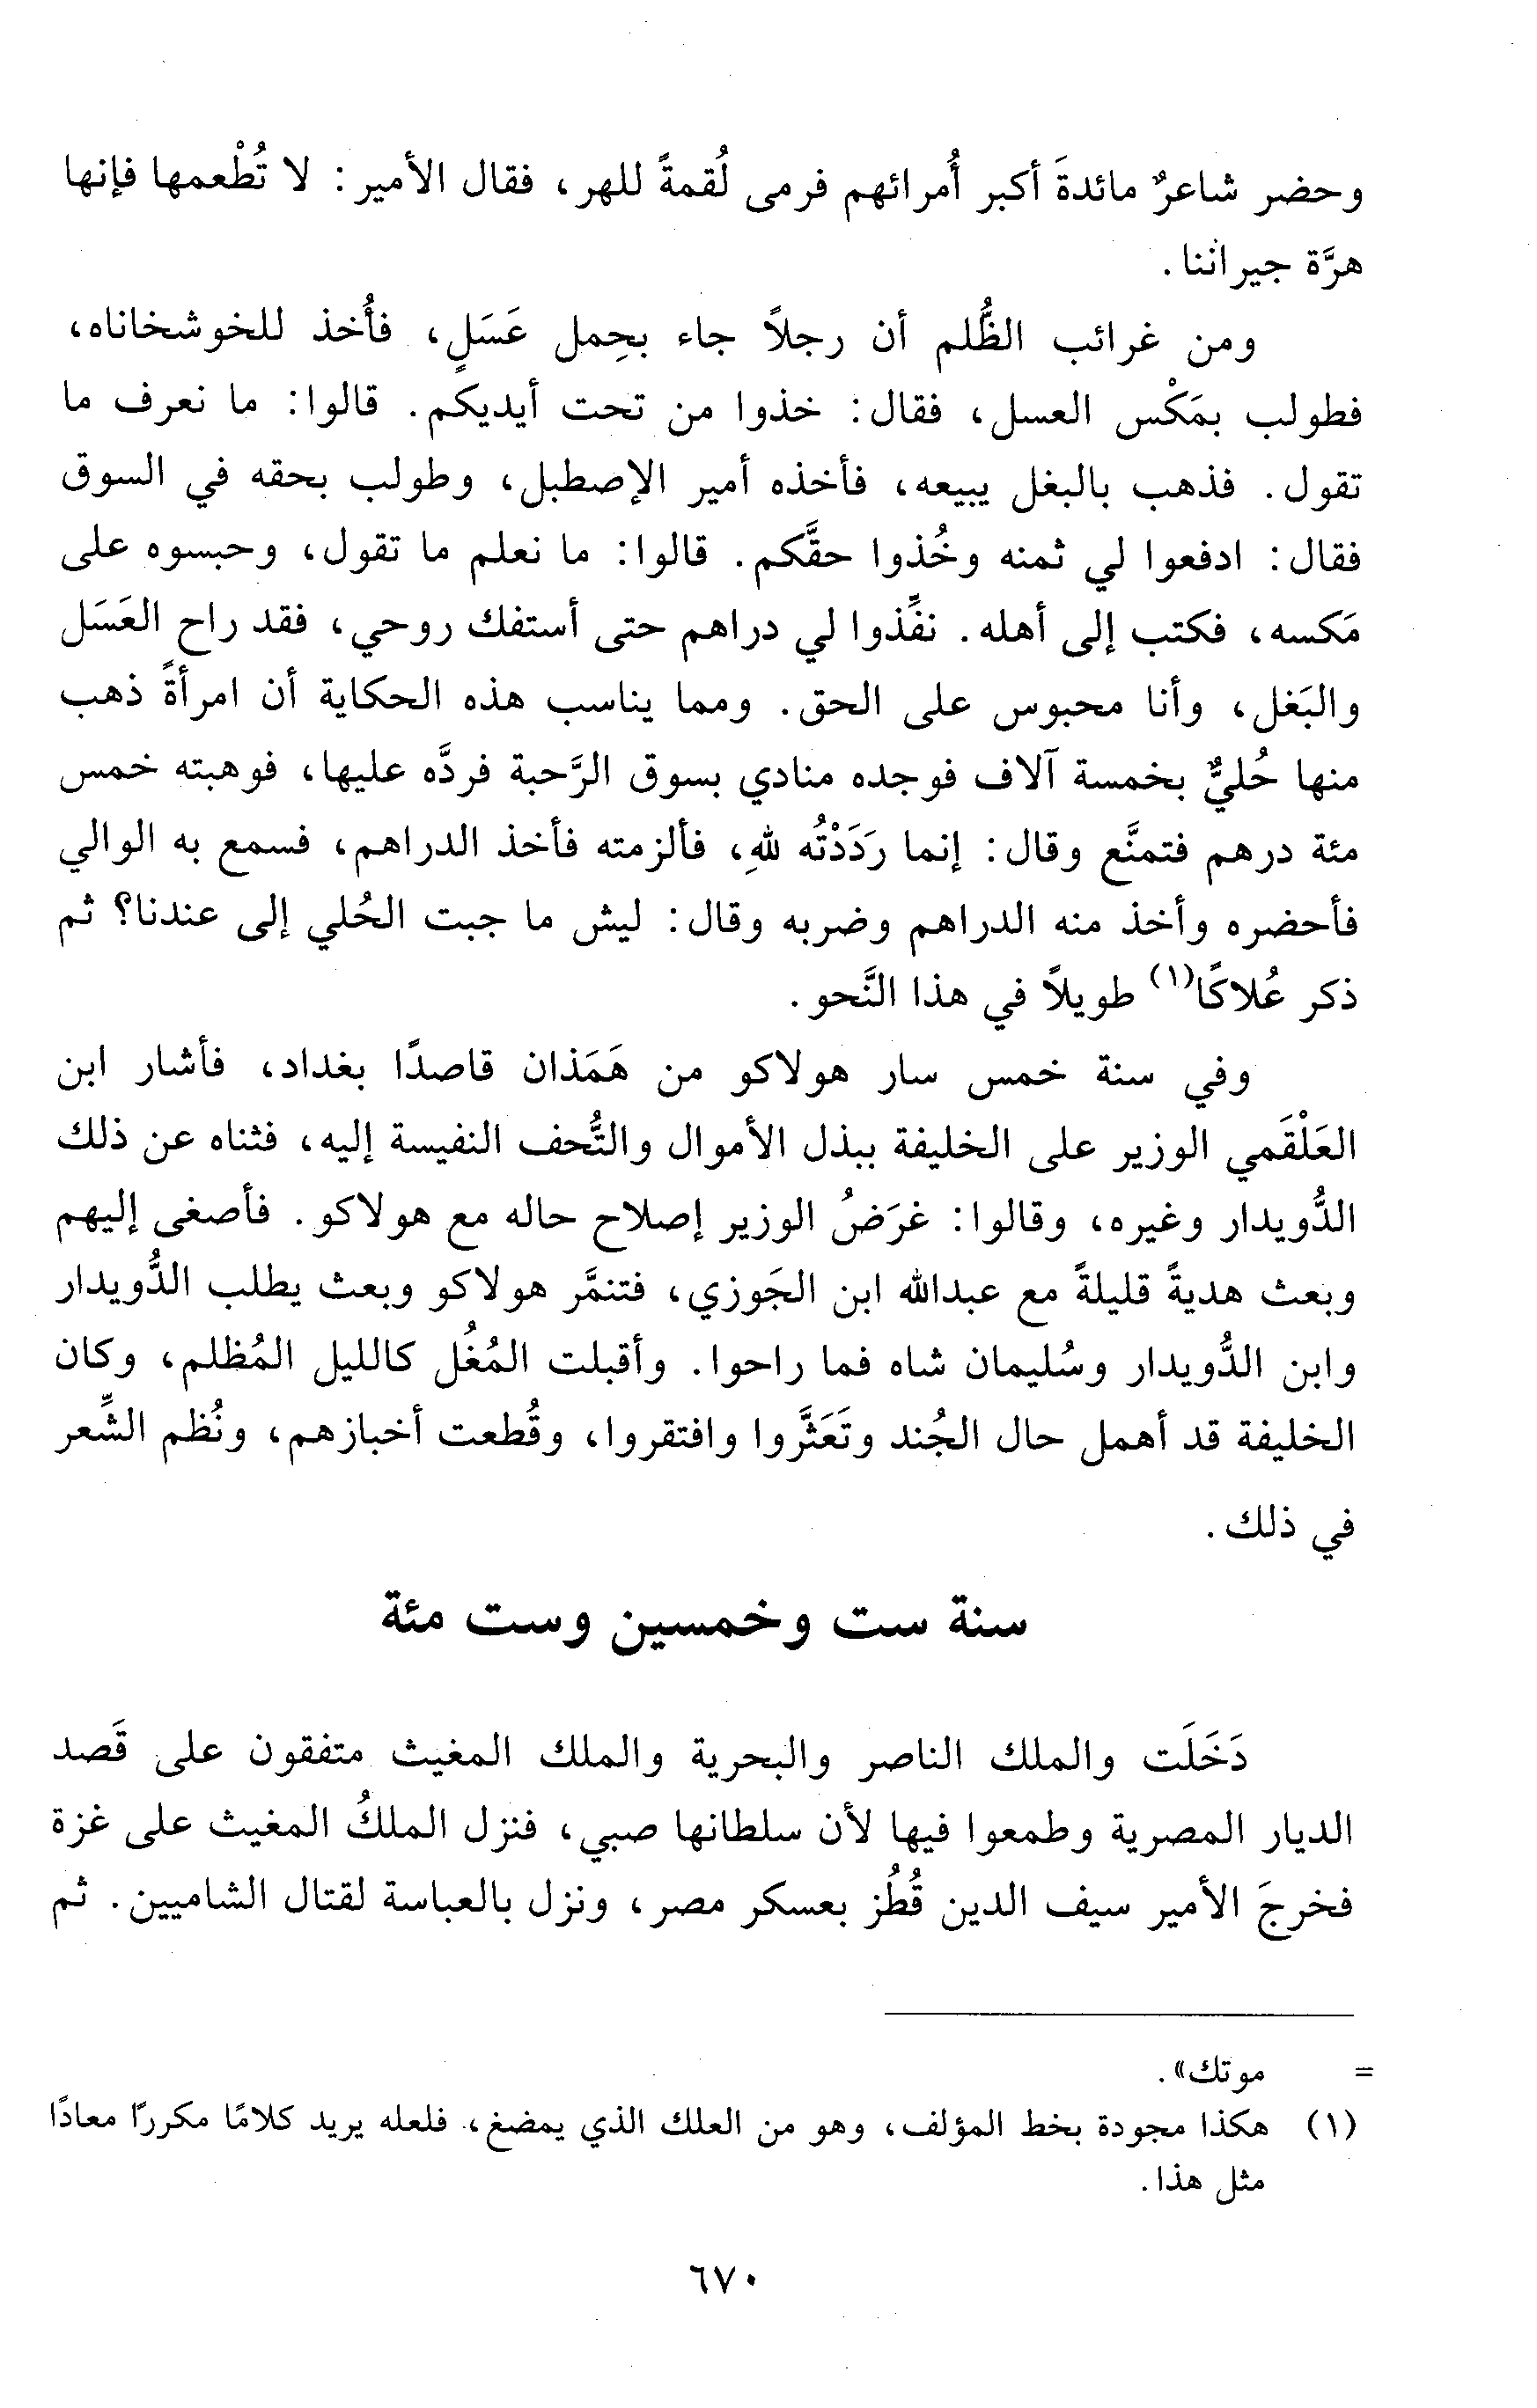 وحضر شاعرٌ مائدةَ أكبر أُمرائهم فرمى لُقمةً للهر، فقال الأمير: لا تُطْعمها فإنها
هرَّة جيراننا.
ومن غرائب الظُّلم أن رجلاً جاء بحِمل عَسَلٍ، فأُخذ للخوشخاناه،
فطولب بمَكْس العسل، فقال: خذوا من تحت أيديكم. قالوا: ما نعرف ما
تقول. فذهب بالبغل يبيعه، فأخذه أمير الإصطبل، وطولب بحقه في السوق
فقال: ادفعوا لي ثمنه وخُذوا حقَّكم. قالوا: ما نعلم ما تقول، وحبسوه على
مَكسه، فكتب إلى أهله. نفِّذوا لي دراهم حتى أستفك روحي، فقد راح العَسَل
والبَغل، وأنا محبوس على الحق. ومما يناسب هذه الحكاية أن امرأةً ذهب
منها حُليٌّ بخمسة آلاف فوجده منادي بسوق الرَّحبة فردَّه عليها، فوهبته خمس
مئة درهم فتمنَّع وقال: إنما رَدَدْتُه للهِ، فألزمته فأخذ الدراهم، فسمع به الوالي
فأحضره وأخذ منه الدراهم وضربه وقال: ليش ما جبت الحُلي إلى عندنا؟ ثم
ذكر عُلاكًا(١) طويلاً في هذا النَّحو.
وفي سنة خمس سار هولاكو من هَمَذان قاصدًا بغداد، فأشار ابن
العَلْقَمي الوزير على الخليفة ببذل الأموال والتُّحف النفيسة إليه، فثناه عن ذلك
الدُّويدار وغيره، وقالوا: غرَضُ الوزير إصلاح حاله مع هولاكو. فأصغى إليهم
وبعث هديةً قليلةً مع عبدالله ابن الجَوزي، فتنمَّر هولاكو وبعث يطلب الدُّويدار
وابن الدُّويدار وسُليمان شاه فما راحوا. وأقبلت المُغُل كالليل المُظلم، وكان
الخليفة قد أهمل حال الجُند وتَعَثَّروا وافتقروا، وقُطعت أخبازهم، ونُظم الشِّعر
في ذلك.
سنة ست وخمسين وست مئة
دَخَلَت والملك الناصر والبحرية والملك المغيث متفقون على قَصد
الديار المصرية وطمعوا فيها لأن سلطانها صبي، فنزل الملكُ المغيث على غزة
فخرجَ الأمير سيف الدين قُطُز بعسكر مصر، ونزل بالعباسة لقتال الشاميين. ثم
= موتك».
(١) هكذا مجودة بخط المؤلف، وهو من العلك الذي يمضغ، فلعله يريد كلامًا مكررًا معادًا
مثل هذا.
٦٧٠